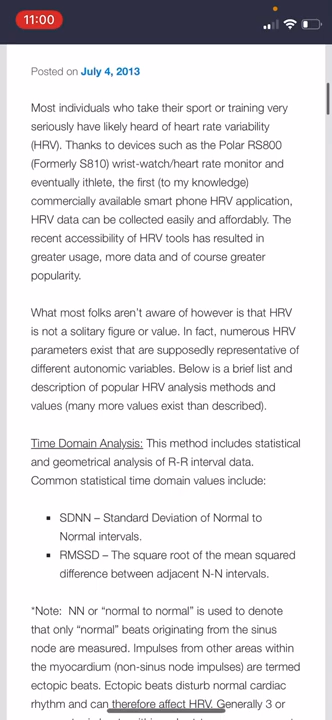 11:00
Posted on July 4, 2013
Most individuals who take their sport or training very
seriously have likely heard of heart rate variability
(HRV). Thanks to devices such as the Polar RS800
(Formerly S810) wrist-watch/heart rate monitor and
eventually ithlete, the first (to my knowledge)
commercially available smart phone HRV application,
HRV data can be collected easily and affordably. The
recent accessibility of HRV tools has resulted in
greater usage, more data and of course greater
popularity.
What most folks aren’t aware of however is that HRV
is not a solitary figure or value. In fact, numerous HRV
parameters exist that are supposedly representative of
different autonomic variables. Below is a brief list and
description of popular HRV analysis methods and
values (many more values exist than described).
Time Domain Analysis: This method includes statistical
and geometrical analysis of R-R interval data.
Common statistical time domain values include:
▪ SDNN – Standard Deviation of Normal to
Normal intervals.
▪ RMSSD – The square root of the mean squared
difference between adjacent N-N intervals.
*Note:  NN or “normal to normal” is used to denote
that only “normal” beats originating from the sinus
node are measured. Impulses from other areas within
the myocardium (non-sinus node impulses) are termed
ectopic beats. Ectopic beats disturb normal cardiac
rhythm and can therefore affect HRV. Generally 3 or